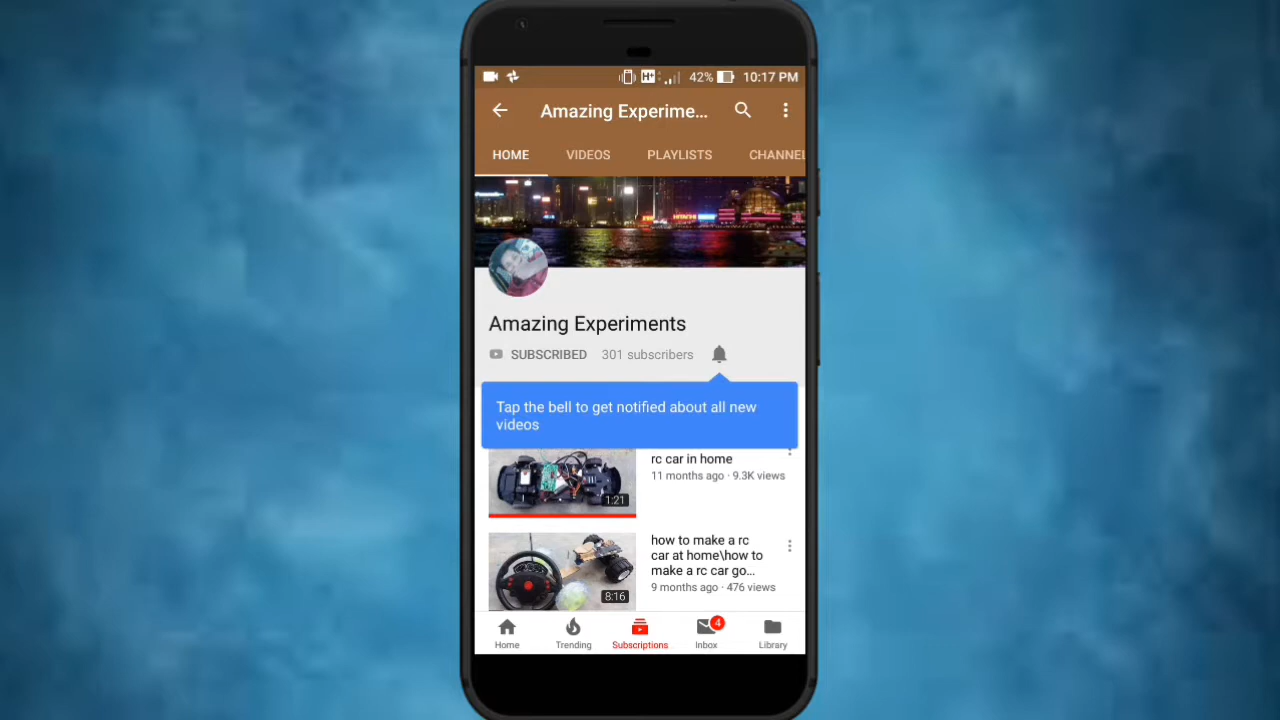 H+ 42% 10:17 PM
Amazing Experime...
HOME VIDEOS PLAYLISTS CHANNEL
HITACHI
Amazing Experiments
SUBSCRIBED 301 subscribers
Tap the bell to get notified about all new
videos
rc car in home
11 months ago · 9.3K views
1:21
how to make a rc
car at home\how to
make a rc car go...
9 months ago · 476 views
8:16
4
Home Trending Subscriptions Inbox Library